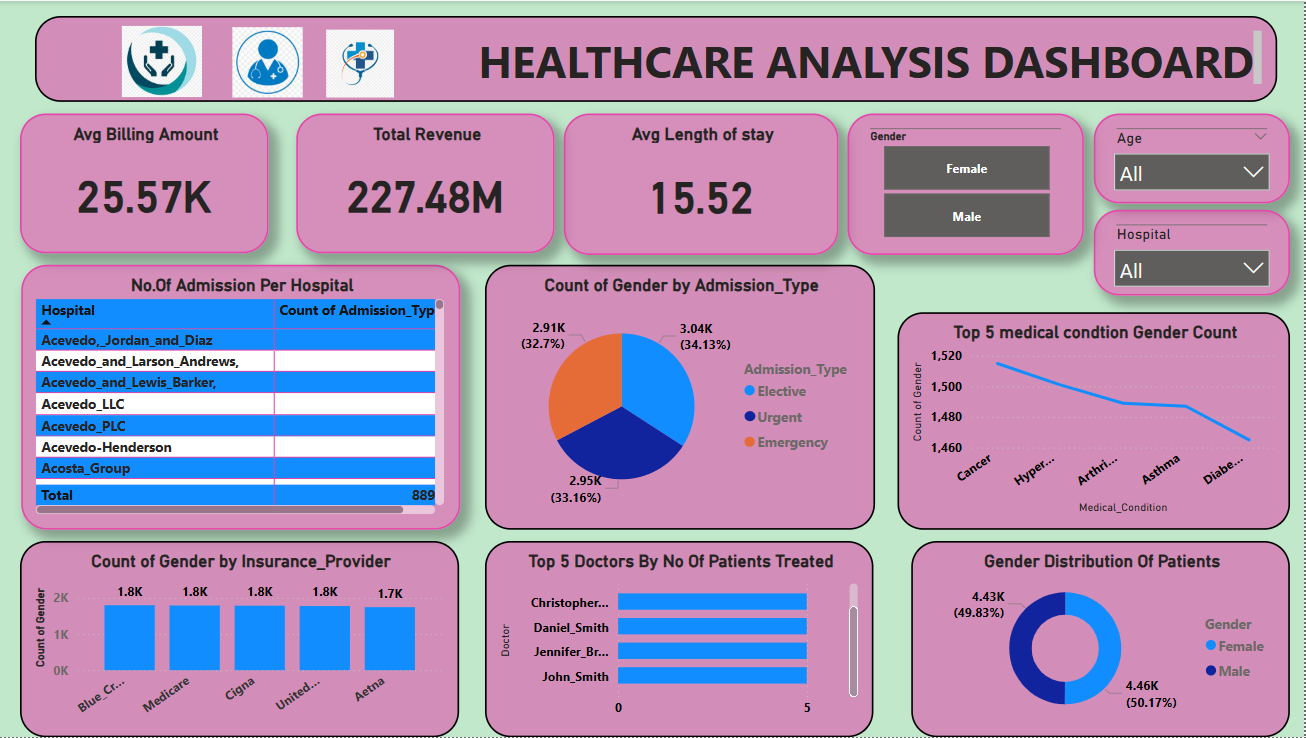 HEALTHCARE ANALYSIS DASHBOARD
Avg Billing Amount
25.57K
Total Revenue
227.48M
Avg Length of stay
15.52
Gender
Female
Male
Age
All
Hospital
All
No.Of Admission Per Hospital
Hospital Count of Admission_Typ
Acevedo,_Jordan_and_Diaz
Acevedo_and_Larson_Andrews,
Acevedo_and_Lewis_Barker,
Acevedo_LLC
Acevedo_PLC
Acevedo-Henderson
Acosta_Group
Total 889
Count of Gender by Admission_Type
2.91K
(32.7%)
3.04K
(34.13%)
2.95K
(33.16%)
Admission_Type
Elective
Urgent
Emergency
Top 5 medical condtion Gender Count
Count of Gender
1,520
1,500
1,480
1,460
Cancer
Hyper...
Arthri...
Asthma
Diabe...
Medical_Condition
Count of Gender by Insurance_Provider
Count of Gender
2K
1K
0K
1.8K
1.8K
1.8K
1.8K
1.7K
Blue_Cr...
Medicare
Cigna
United...
Aetna
Top 5 Doctors By No Of Patients Treated
Doctor
Christopher...
Daniel_Smith
Jennifer_Br...
John_Smith
0 5
Gender Distribution Of Patients
4.43K
(49.83%)
4.46K
(50.17%)
Gender
Female
Male